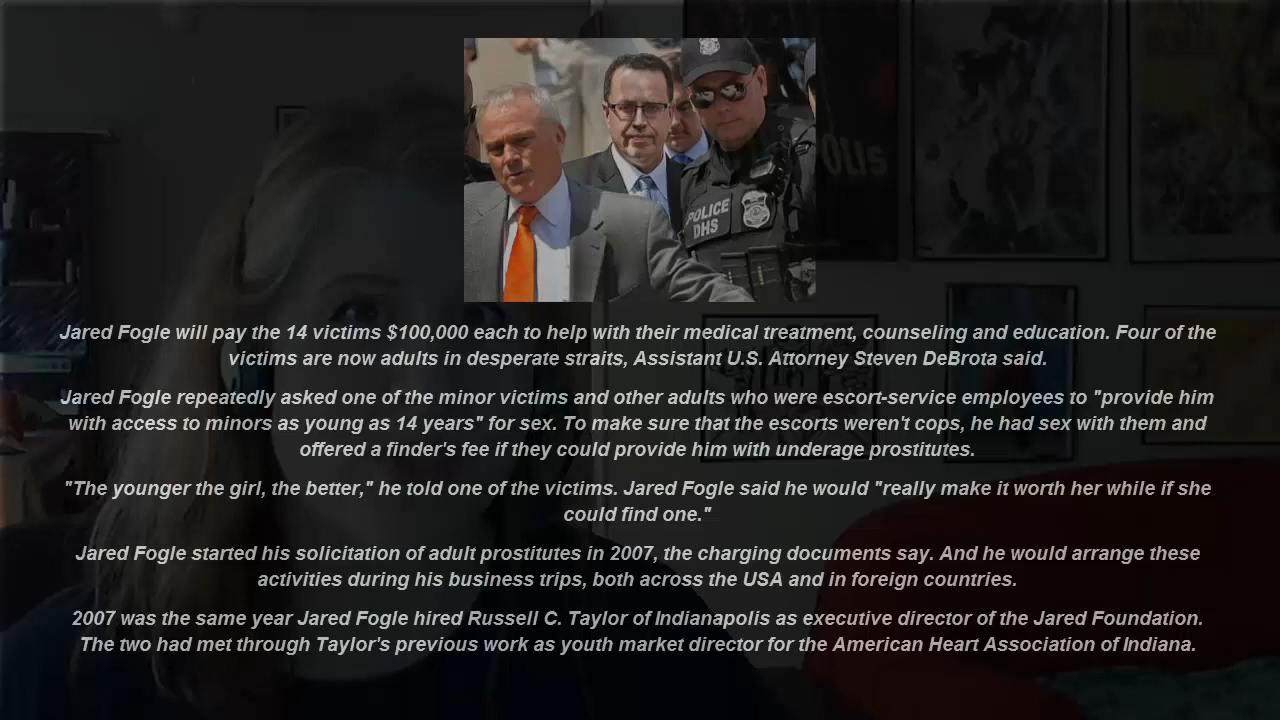 POLICE
DHS
OLIS
Jared Fogle will pay the 14 victims $100,000 each to help with their medical treatment, counseling and education. Four of the
victims are now adults in desperate straits, Assistant U.S. Attorney Steven DeBrota said.
Jared Fogle repeatedly asked one of the minor victims and other adults who were escort-service employees to "provide him
with access to minors as young as 14 years" for sex. To make sure that the escorts weren't cops, he had sex with them and
offered a finder's fee if they could provide him with underage prostitutes.
"The younger the girl, the better," he told one of the victims. Jared Fogle said he would "really make it worth her while if she
could find one."
Jared Fogle started his solicitation of adult prostitutes in 2007, the charging documents say. And he would arrange these
activities during his business trips, both across the USA and in foreign countries.
2007 was the same year Jared Fogle hired Russell C. Taylor of Indianapolis as executive director of the Jared Foundation.
The two had met through Taylor's previous work as youth market director for the American Heart Association of Indiana.